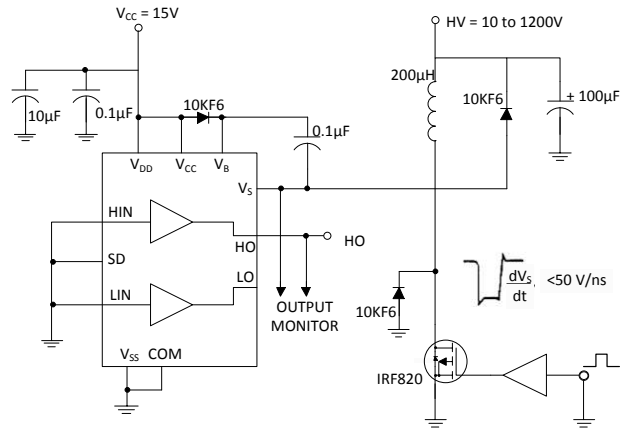 VCC = 15V
HV = 10 to 1200V
200µH
10µF
0.1µF
10KF6
0.1µF
10KF6
+ 100µF
VDD
VCC
VB
VS
HIN
HO
HO
SD
LO
LIN
OUTPUT
MONITOR
10KF6
dVS, <50 V/ns
dt
VSS
COM
IRF820